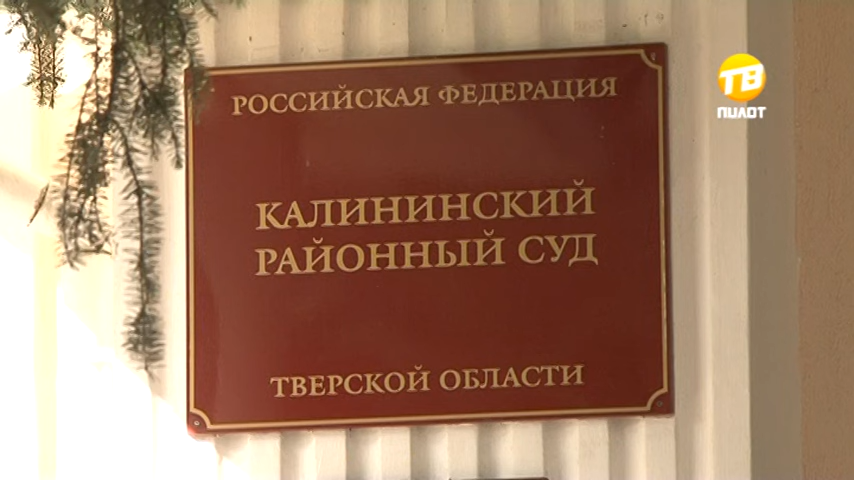 РОССИЙСКАЯ ФЕДЕРАЦИЯ
ТВ
ПИЛОТ
КАЛИНИНСКИЙ
РАЙОННЫЙ СУД
ТВЕРСКОЙ ОБЛАСТИ